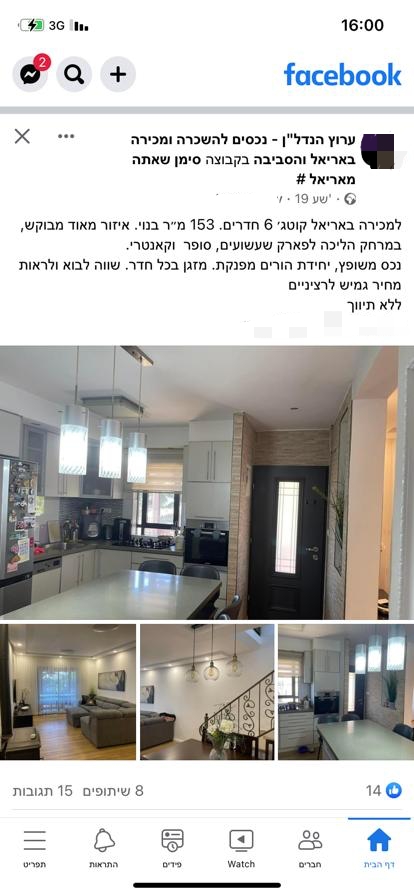 16:00
3G
facebook
2
ערוץ הנדל"ן - נכסים להשכרה ומכירה
באריאל והסביבה בקבוצה סימן שאתה
מאריאל #
19 שע' ·
למכירה באריאל קוטג׳ 6 חדרים. 153 מ״ר בנוי. איזור מאוד מבוקש,
במרחק הליכה לפארק שעשועים, סופר וקאנטרי.
נכס משופץ, יחידת הורים מפנקת. מזגן בכל חדר. שווה לבוא ולראות
מחיר גמיש לרציניים
ללא תיווך
14
15 תגובות 8 שיתופים
דף הבית
חברים
Watch
פידים
התראות
תפריט